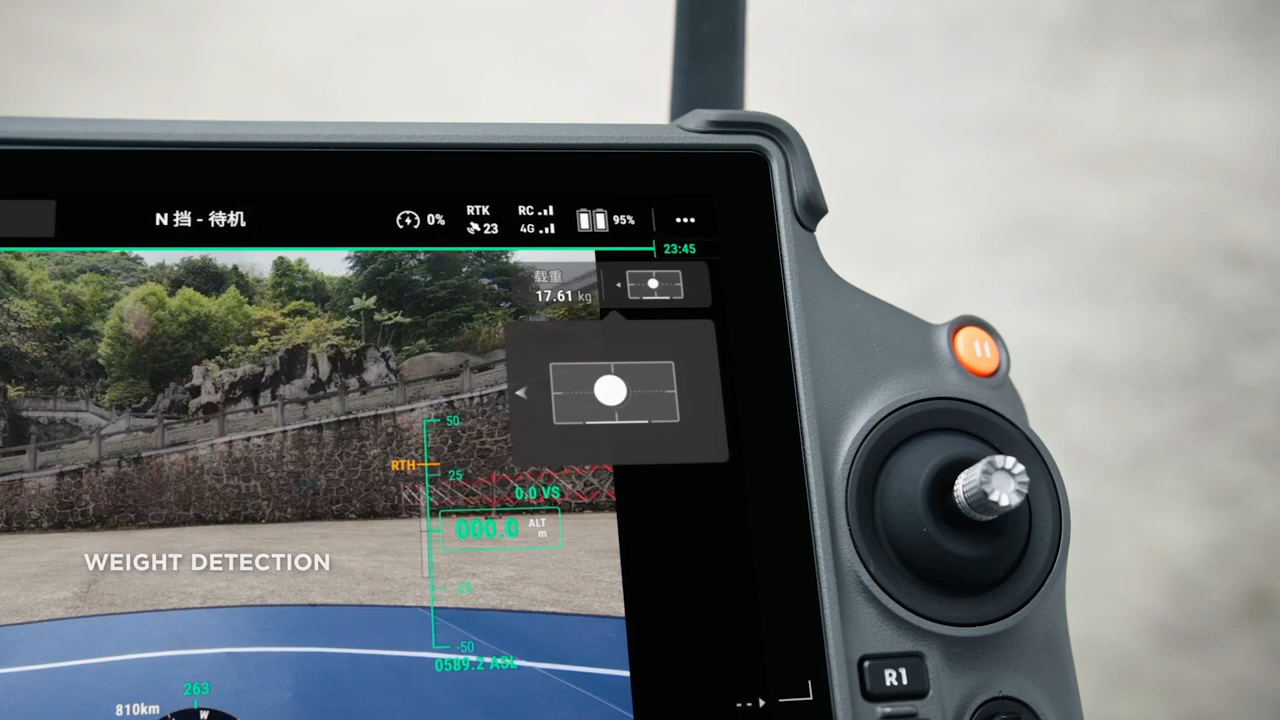 N 挡 - 待机
0%
RTK
23
RC
4G
95%
•••
23:45
载重
17.61 kg
50
RTH
25
0.0 VS
000.0 ALT
m
-25
WEIGHT DETECTION
-50
0589.2 ASL
263
810km
W
R1